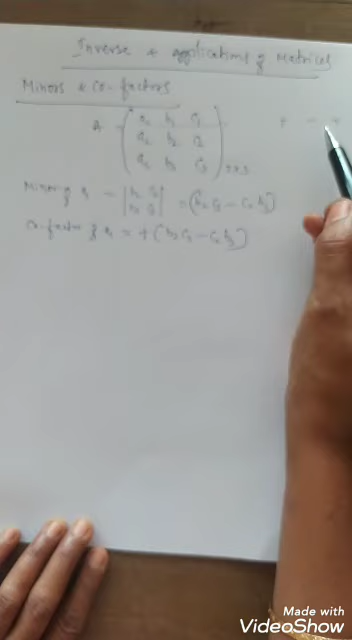 Inverse & applications of Matrices
Minors & Co-factors
A = ( a₁ b₁ c₁ + - +
a₂ b₂ c₂
a₃ b₃ c₃ ) 3×3
Minor of a₁ = | b₂ c₂ b₃ c₃ | = (b₂c₃ - c₂b₃)
Co-factor of a₁ = + (b₂c₃ - c₂b₃)
Made with
VideoShow